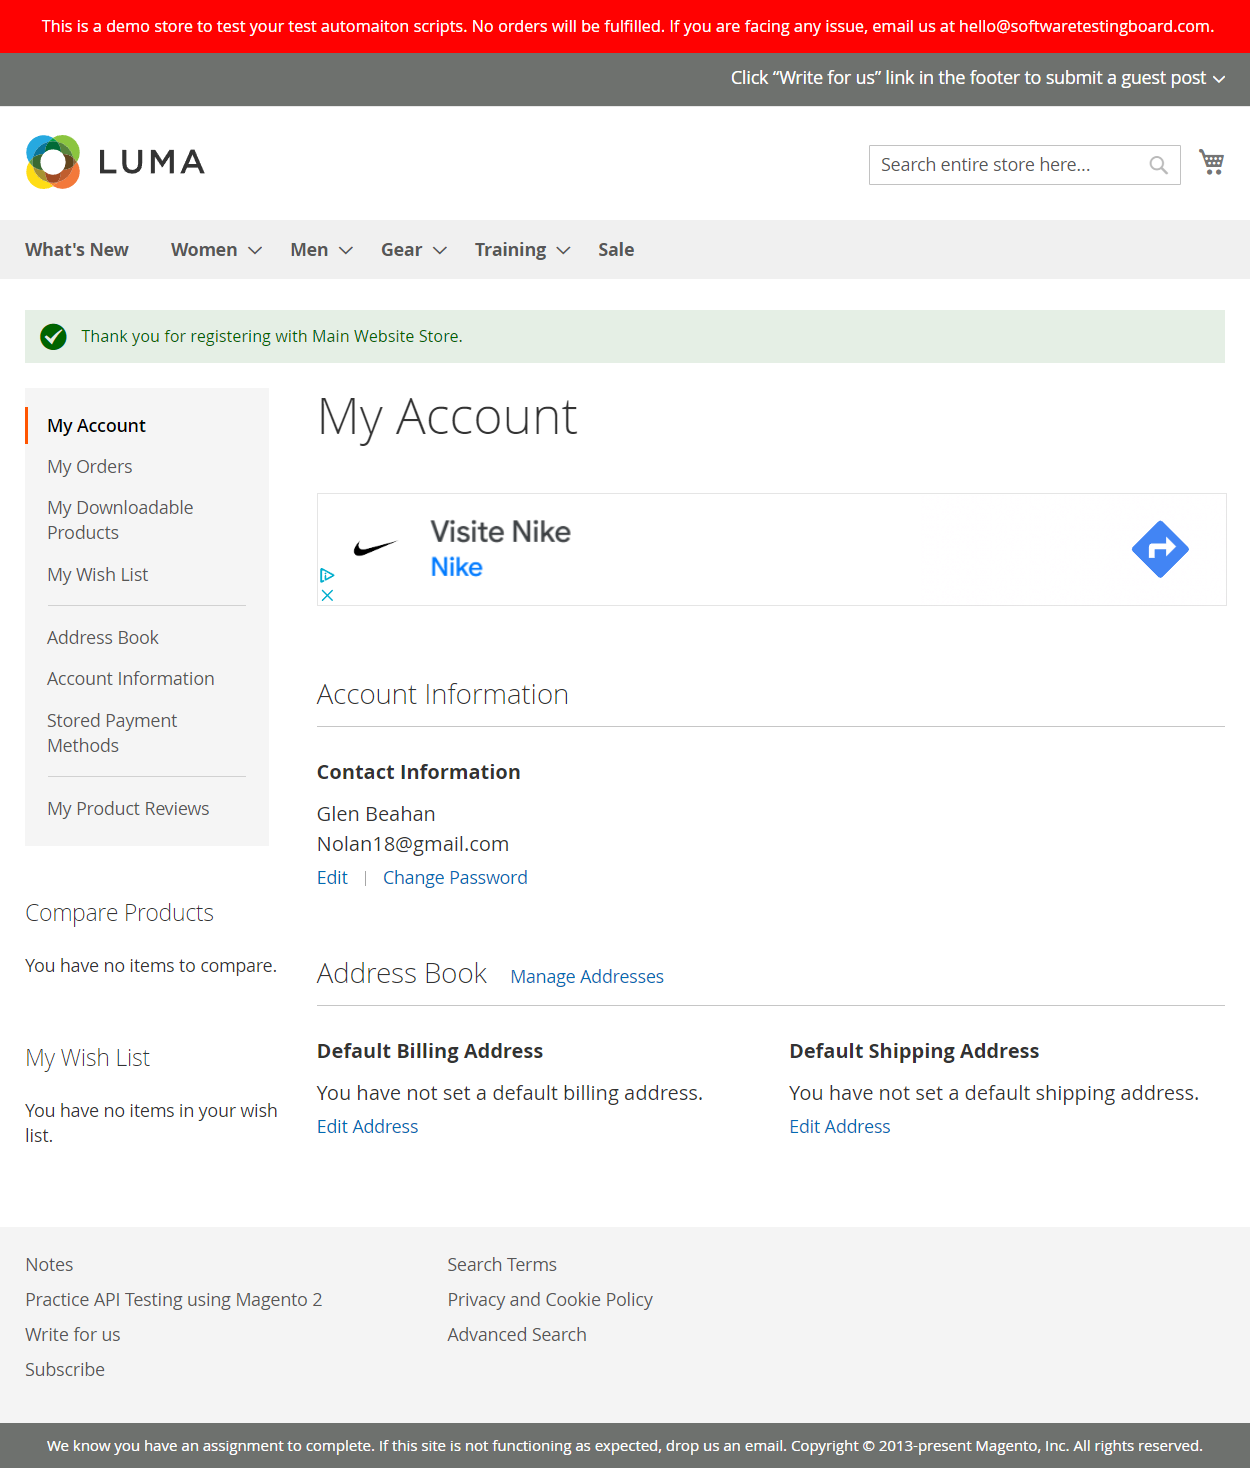 This is a demo store to test your test automaiton scripts. No orders will be fulfilled. If you are facing any issue, email us at hello@softwaretestingboard.com.
Click “Write for us” link in the footer to submit a guest post
LUMA
Search entire store here...
What's New
Women
Men
Gear
Training
Sale
Thank you for registering with Main Website Store.
My Account
My Orders
My Downloadable
Products
My Wish List
Address Book
Account Information
Stored Payment
Methods
My Product Reviews
Compare Products
You have no items to compare.
My Wish List
You have no items in your wish
list.
My Account
Visite Nike
Nike
Account Information
Contact Information
Glen Beahan
Nolan18@gmail.com
Edit | Change Password
Address Book Manage Addresses
Default Billing Address
You have not set a default billing address.
Edit Address
Default Shipping Address
You have not set a default shipping address.
Edit Address
Notes
Practice API Testing using Magento 2
Write for us
Subscribe
Search Terms
Privacy and Cookie Policy
Advanced Search
We know you have an assignment to complete. If this site is not functioning as expected, drop us an email. Copyright © 2013-present Magento, Inc. All rights reserved.